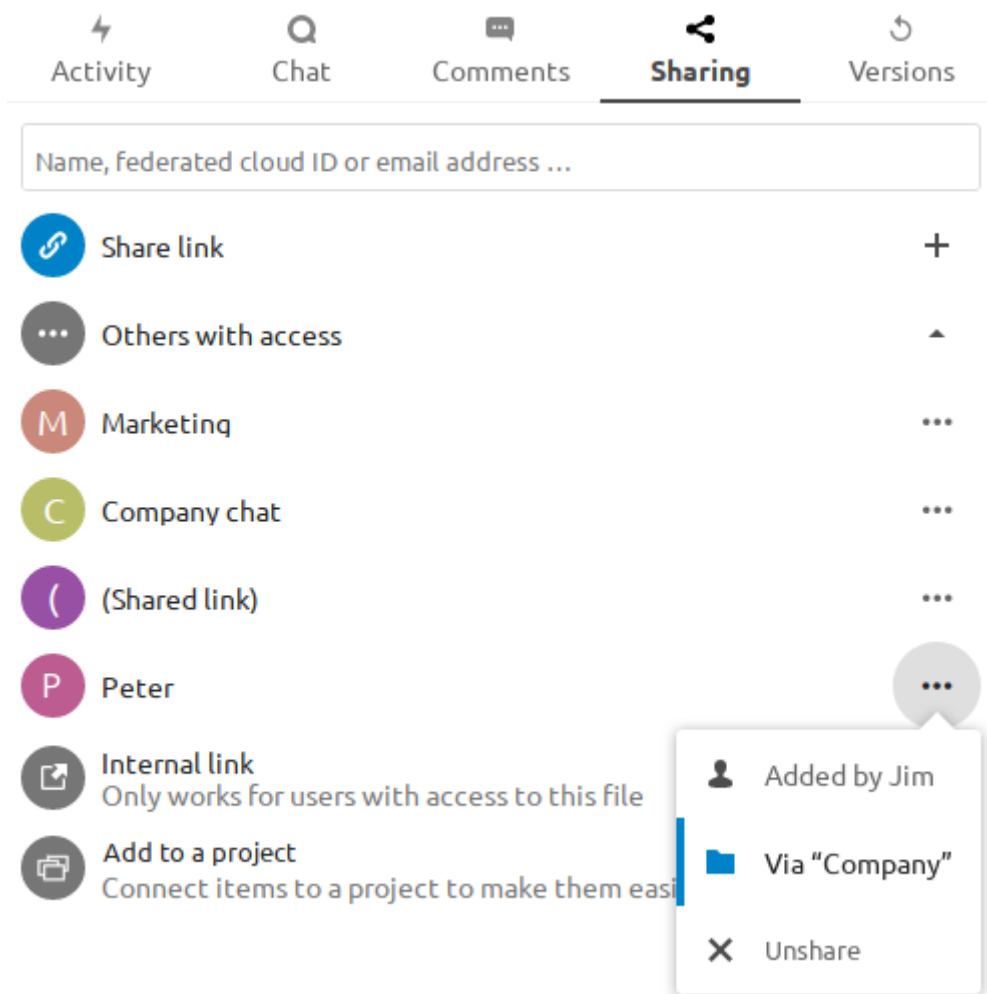 Activity
Chat
Comments
Sharing
Versions
Name, federated cloud ID or email address …
Share link
Others with access
M
Marketing
C
Company chat
(
(Shared link)
P
Peter
Internal link
Only works for users with access to this file
Added by Jim
Add to a project
Via “Company”
Connect items to a project to make them easi
Unshare